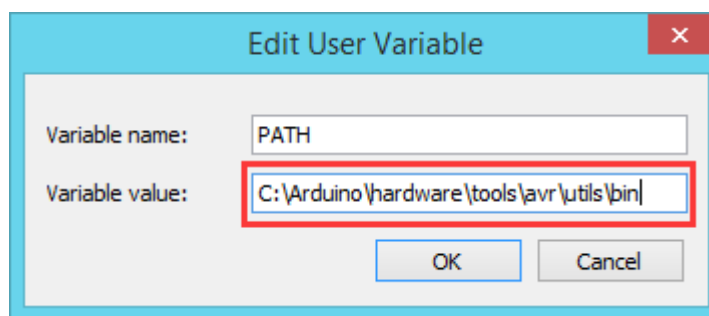 Edit User Variable
Variable name: PATH
Variable value: C:\Arduino\hardware\tools\avr\utils\bin
OK Cancel